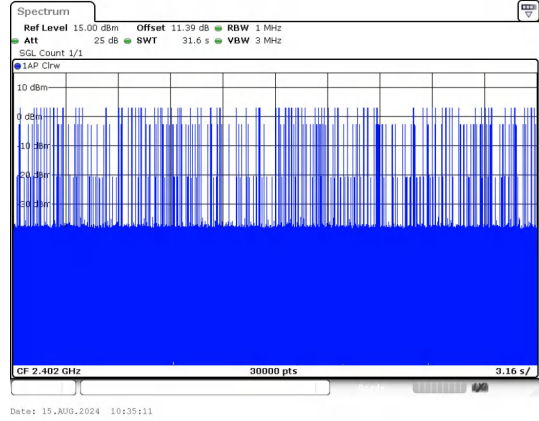 Spectrum
Ref Level 15.00 dBm Offset 11.39 dB RBW 1 MHz
Att 25 dB SWT 31.6 s VBW 3 MHz
SGL Count 1/1
1AP Clrw
10 dBm
0 dBm
-10 dBm
-20 dBm
-30 dBm
CF 2.402 GHz 30000 pts 3.16 s/
Date: 15.AUG.2024 10:35:11